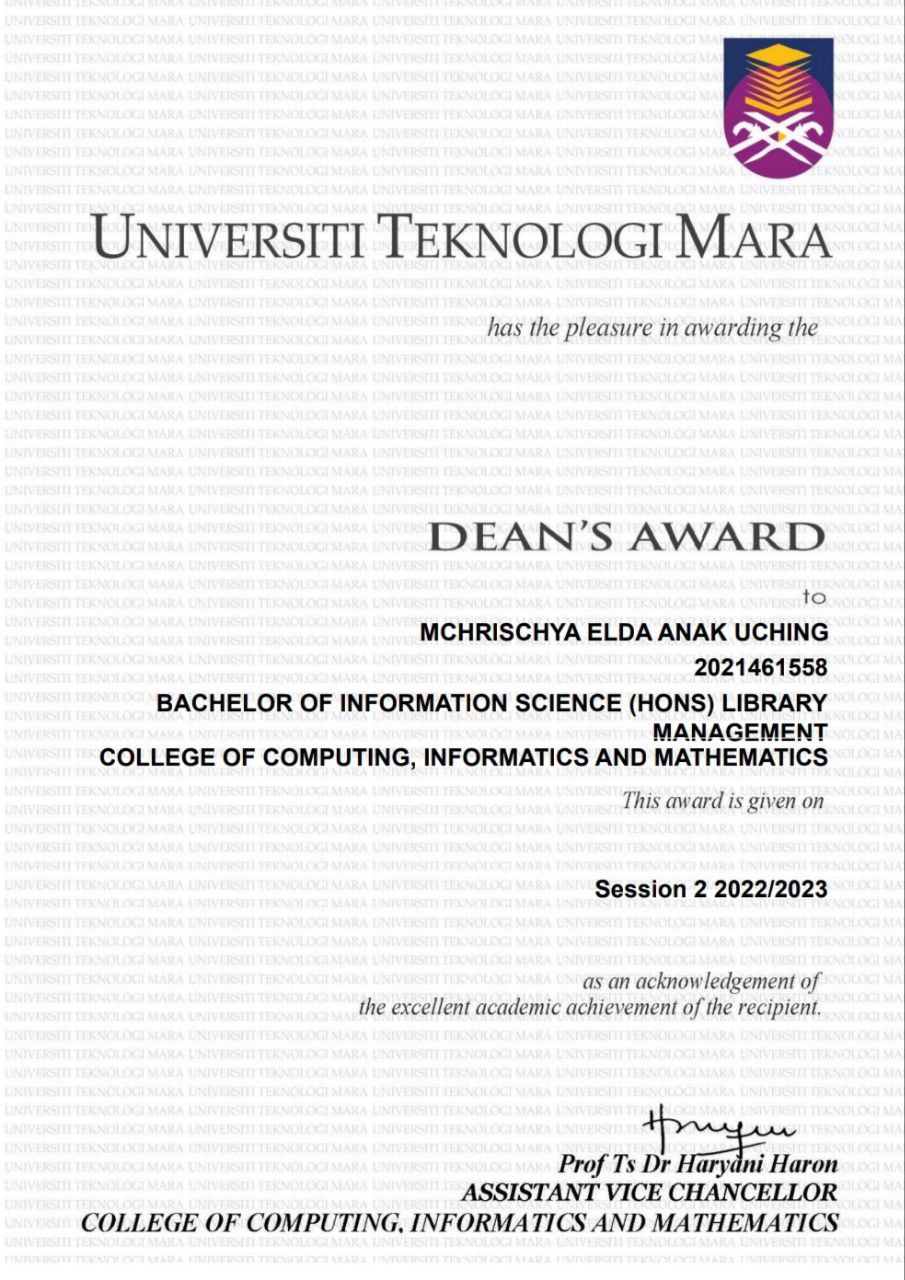 UNIVERSITI TEKNOLOGI MARA
has the pleasure in awarding the
DEAN'S AWARD
to
MCHRISCHYA ELDA ANAK UCHING
2021461558
BACHELOR OF INFORMATION SCIENCE (HONS) LIBRARY
MANAGEMENT
COLLEGE OF COMPUTING, INFORMATICS AND MATHEMATICS
This award is given on
Session 2 2022/2023
as an acknowledgement of
the excellent academic achievement of the recipient.
Prof Ts Dr Haryani Haron
ASSISTANT VICE CHANCELLOR
COLLEGE OF COMPUTING, INFORMATICS AND MATHEMATICS